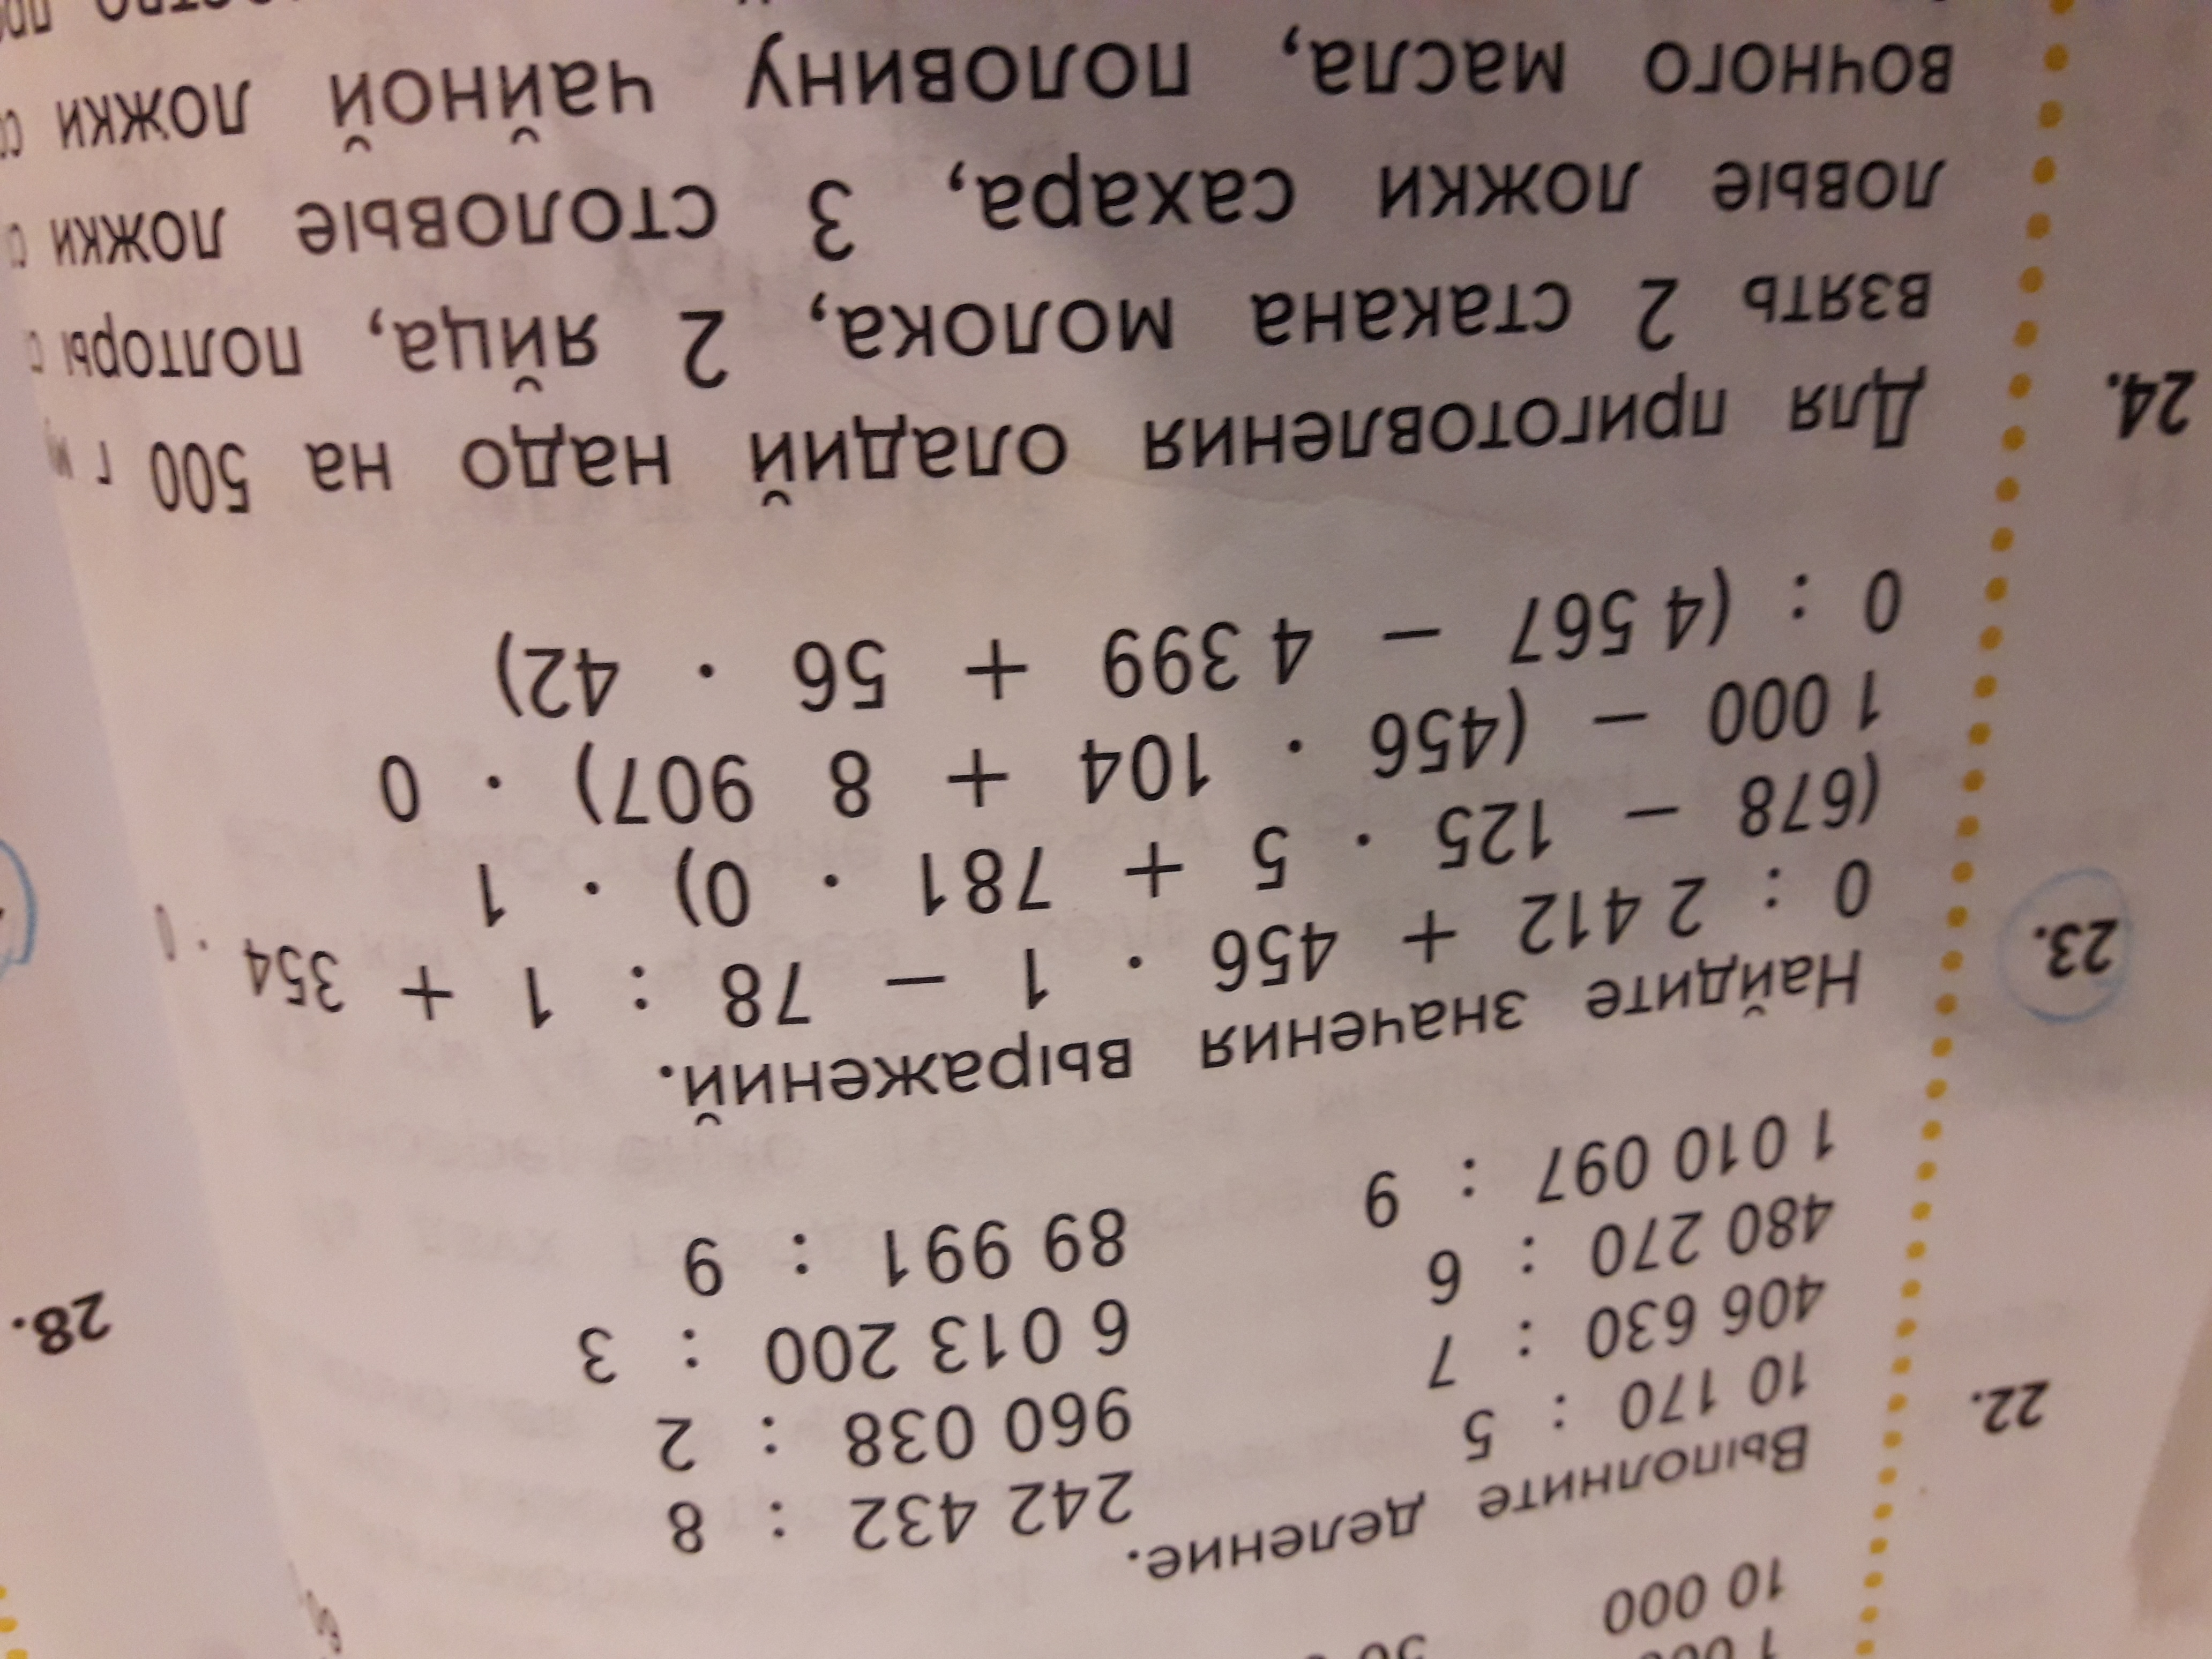 10 000
22. Выполните деление.
10 170 : 5 242 432 : 8
406 630 : 7 960 038 : 2
480 270 : 6 6 013 200 : 3
1 010 097 : 9 89 991 : 9
23. Найдите значения выражений.
0 : 2 412 + 456 · 1 – 78 : 1 + 354 · 0
(678 – 125 · 5 + 781 · 0) · 1
1 000 – (456 · 104 + 8 907) · 0
0 : (4 567 – 4 399 + 56 · 42)
24. Для приготовления оладий надо на 500 г
взять 2 стакана молока, 2 яйца, полторы
ловые ложки сахара, 3 столовые ложки
вочного масла, половину чайной ложки
28.